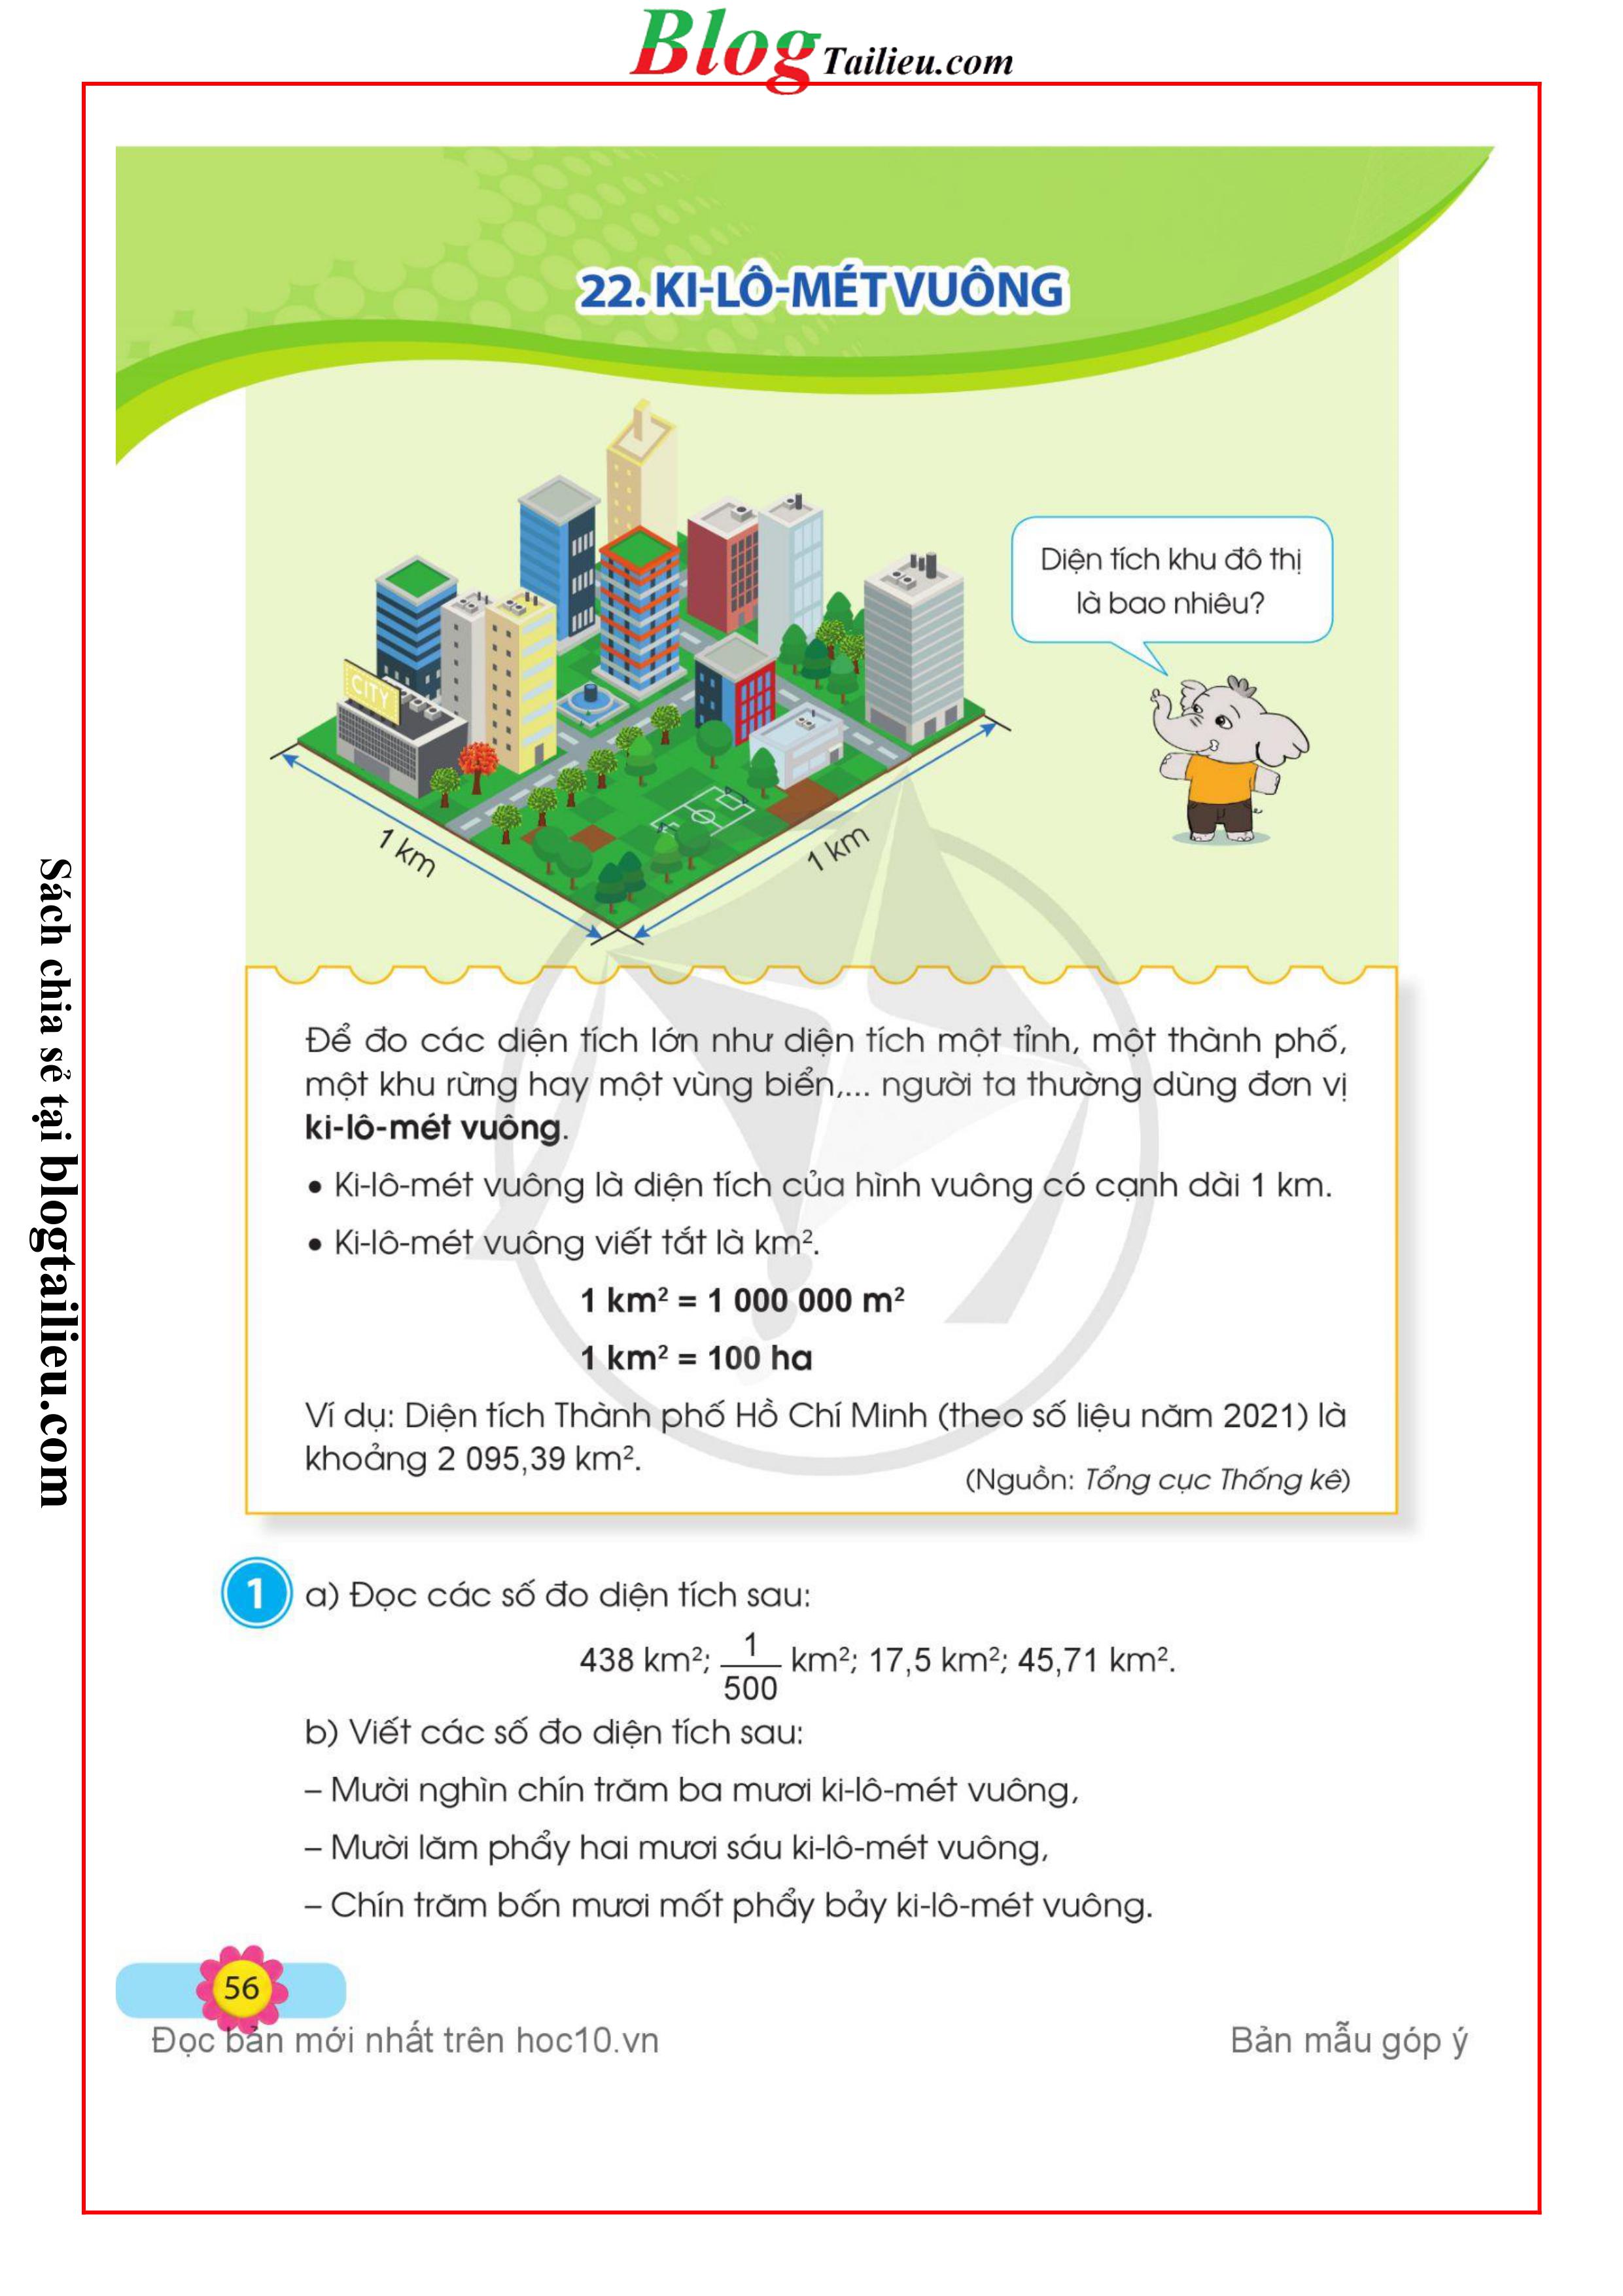 Blog Tailieu.com
22. KI-LÔ-MÉT VUÔNG
Diện tích khu đô thị
là bao nhiêu?
CITY
1 km
1 km
Để đo các diện tích lớn như diện tích một tỉnh, một thành phố,
một khu rừng hay một vùng biển,... người ta thường dùng đơn vị
ki-lô-mét vuông.
• Ki-lô-mét vuông là diện tích của hình vuông có cạnh dài 1 km.
• Ki-lô-mét vuông viết tắt là km².
1 km² = 1 000 000 m²
1 km² = 100 ha
Ví dụ: Diện tích Thành phố Hồ Chí Minh (theo số liệu năm 2021) là
khoảng 2 095,39 km².
(Nguồn: Tổng cục Thống kê)
1 a) Đọc các số đo diện tích sau:
438 km²; 1/500 km²; 17,5 km²; 45,71 km².
b) Viết các số đo diện tích sau:
– Mười nghìn chín trăm ba mươi ki-lô-mét vuông,
– Mười lăm phẩy hai mươi sáu ki-lô-mét vuông,
– Chín trăm bốn mươi mốt phẩy bảy ki-lô-mét vuông.
56
Đọc bản mới nhất trên hoc10.vn
Bản mẫu góp ý
Sách chia sẻ tại blogtailieu.com